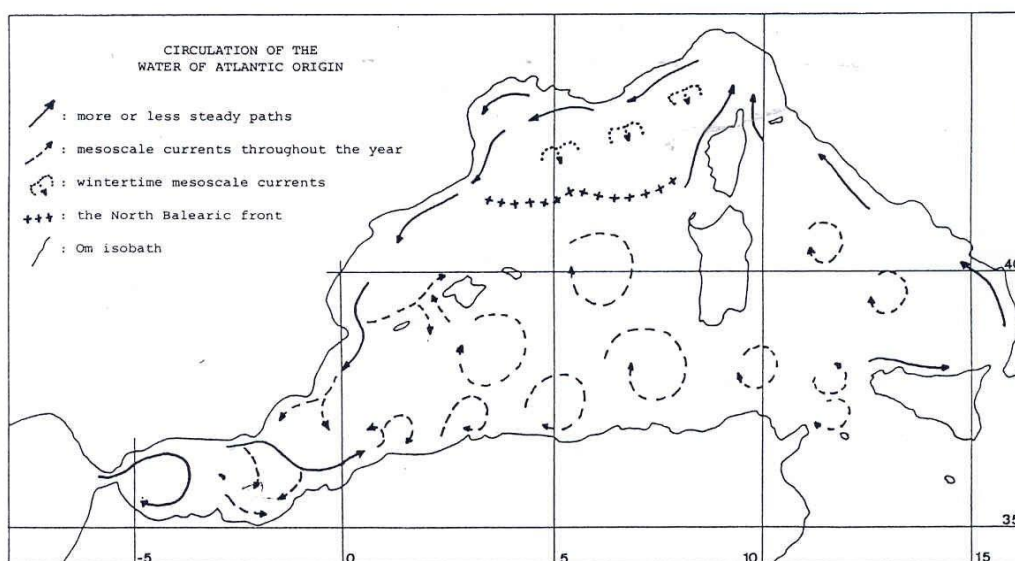 CIRCULATION OF THE
WATER OF ATLANTIC ORIGIN
: more or less steady paths
: mesoscale currents throughout the year
: wintertime mesoscale currents
: the North Balearic front
: Om isobath
40
35
-5
0
5
10
15